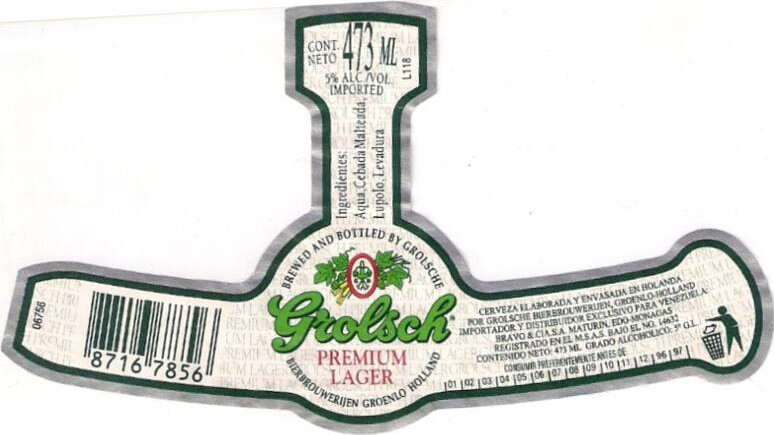 CONT. NETO 473 ML
5% ALC./VOL.
IMPORTED
L118
Ingredientes:
Aqua, Cebada Malteada,
Lupolo, Levadura
BREWED AND BOTTLED BY GROLSCHE
Grolsch
PREMIUM
LAGER
BIERBROUWERIJEN GROENLO HOLLAND
06756
8716 7856
CERVEZA ELABORADA Y ENVASADA EN HOLANDA
POR GROLSCHE BIERBROUWERIJEN, GROENLO-HOLLAND
IMPORTADOR Y DISTRIBUIDOR EXCLUSIVO PARA VENEZUELA:
BRAVO & CIA.S.A. MATURIN, EDO-MONAGAS
REGISTRADO EN EL M.S.A.S. BAJO EL NO. 14632
CONTENIDO NETO: 473 ML. GRADO ALCOHOLICO: 5º G.L.
CONSUMIR PREFERENTEMENTE ANTES DE
|01|02|03|04|05|06|07|08|09|10|11|12|96|97|